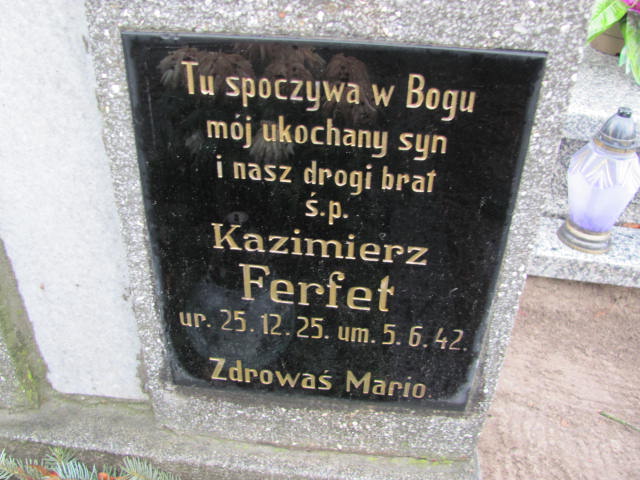 Tu spoczywa w Bogu
mój ukochany syn
i nasz drogi brat
ś.p.
Kazimierz
Ferfet
ur. 25.12.25. um. 5.6.42.
Zdrowaś Mario